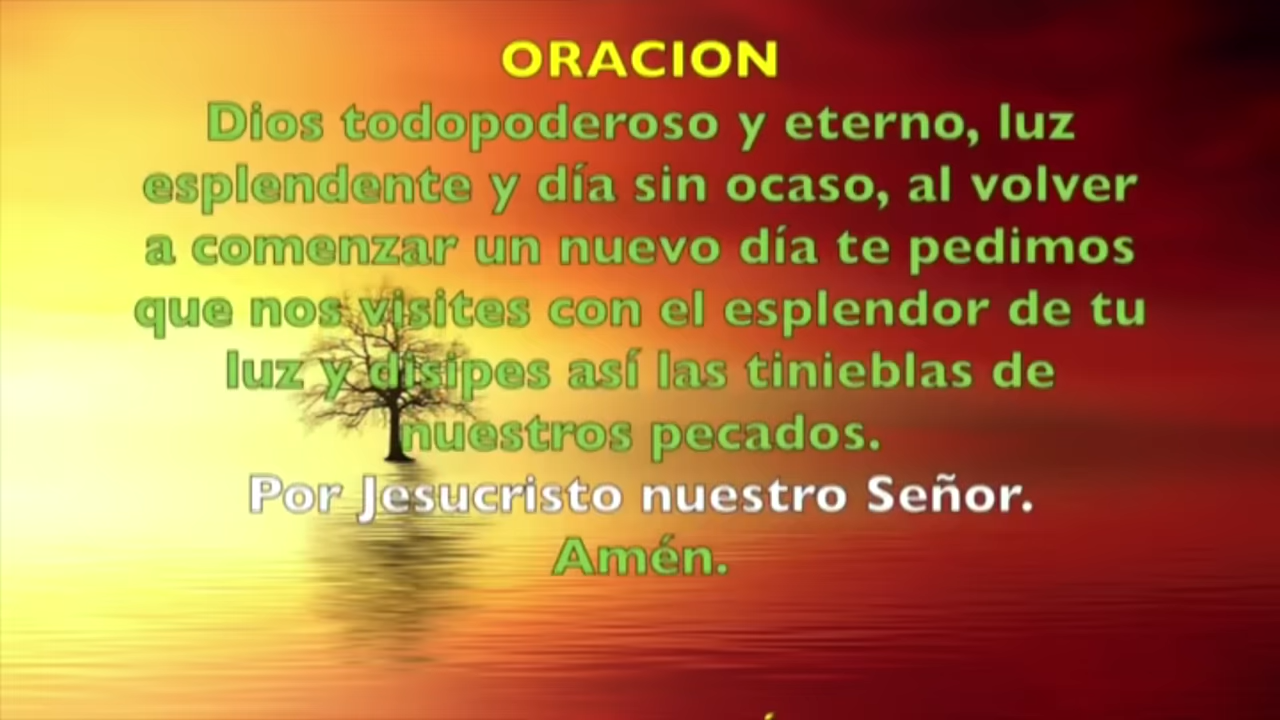 ORACION
Dios todopoderoso y eterno, luz
esplendente y día sin ocaso, al volver
a comenzar un nuevo día te pedimos
que nos visites con el esplendor de tu
luz y disipes así las tinieblas de
nuestros pecados.
Por Jesucristo nuestro Señor.
Amén.